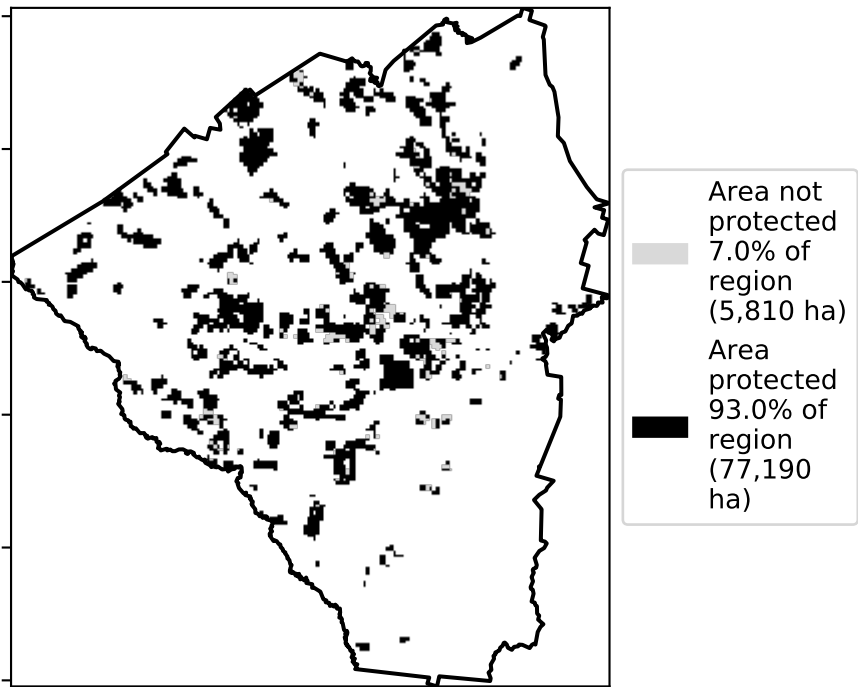 Area not
protected
7.0% of
region
(5,810 ha)
Area
protected
93.0% of
region
(77,190
ha)